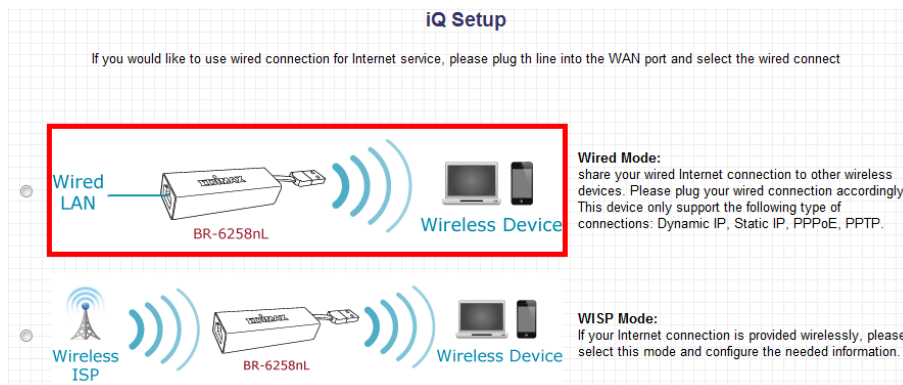 iQ Setup
If you would like to use wired connection for Internet service, please plug th line into the WAN port and select the wired connect
Wired
LAN
EDIMAX
BR-6258nL
Wireless Device
Wired Mode:
share your wired Internet connection to other wireless
devices. Please plug your wired connection accordingly
This device only support the following type of
connections: Dynamic IP, Static IP, PPPoE, PPTP.
Wireless
ISP
EDIMAX
BR-6258nL
Wireless Device
WISP Mode:
If your Internet connection is provided wirelessly, please
select this mode and configure the needed information.